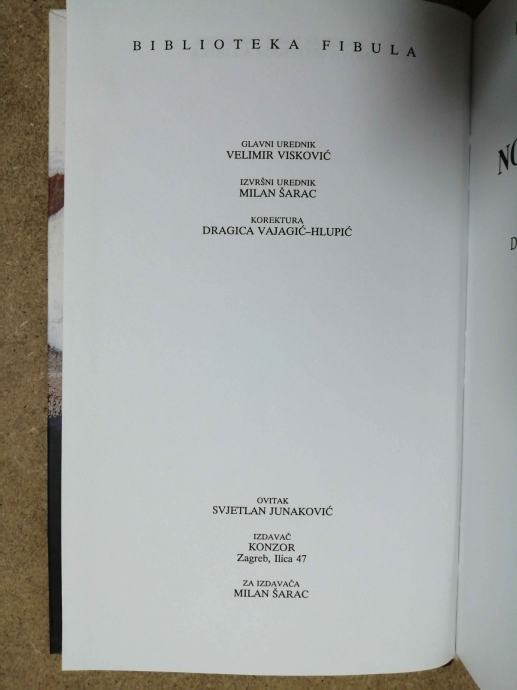 BIBLIOTEKA FIBULA
GLAVNI UREDNIK
VELIMIR VISKOVIĆ
IZVRŠNI UREDNIK
MILAN ŠARAC
KOREKTURA
DRAGICA VAJAGIĆ–HLUPIĆ
OVITAK
SVJETLAN JUNAKOVIĆ
IZDAVAČ
KONZOR
Zagreb, Ilica 47
ZA IZDAVAČA
MILAN ŠARAC